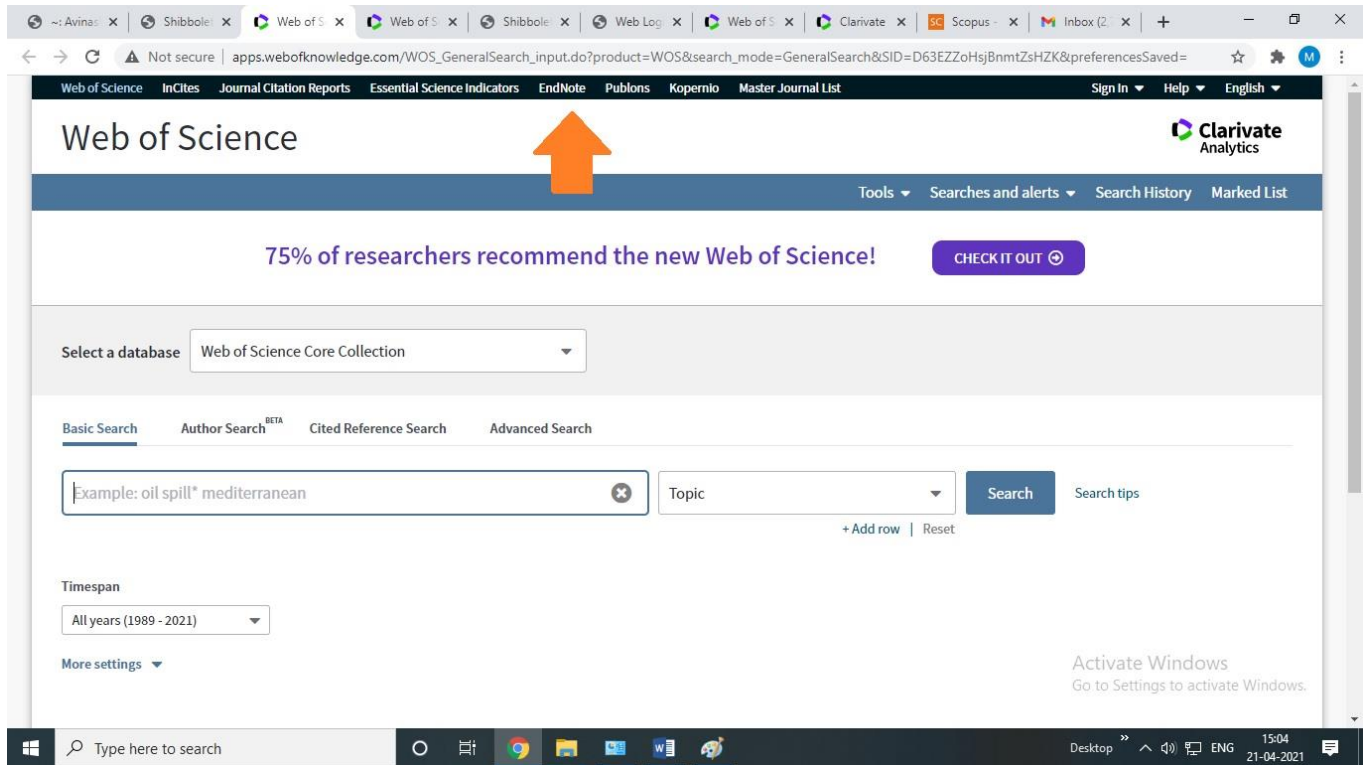 ~: Avinas
Shibbole
Web of S
Web of S
Shibbole
Web Log
Web of S
Clarivate
SC Scopus -
Inbox (2,
Not secure | apps.webofknowledge.com/WOS_GeneralSearch_input.do?product=WOS&search_mode=GeneralSearch&SID=D63EZZoHsjBnmtZsHZK&preferencesSaved=
M
Web of Science InCites Journal Citation Reports Essential Science Indicators EndNote Publons Kopernio Master Journal List Sign In Help English
Web of Science
Clarivate
Analytics
Tools Searches and alerts Search History Marked List
75% of researchers recommend the new Web of Science! CHECK IT OUT
Select a database Web of Science Core Collection
Basic Search Author Search BETA Cited Reference Search Advanced Search
Example: oil spill* mediterranean Topic Search Search tips
+ Add row | Reset
Timespan
All years (1989 - 2021)
More settings
Activate Windows
Go to Settings to activate Windows.
Type here to search
Desktop
ENG
15:04
21-04-2021